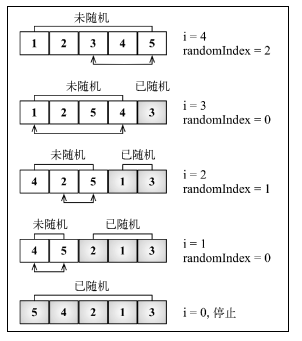 未随机
1 2 3 4 5
i = 4
randomIndex = 2
未随机 已随机
1 2 5 4 3
i = 3
randomIndex = 0
未随机 已随机
4 2 5 1 3
i = 2
randomIndex = 1
未随机 已随机
4 5 2 1 3
i = 1
randomIndex = 0
已随机
5 4 2 1 3
i = 0, 停止